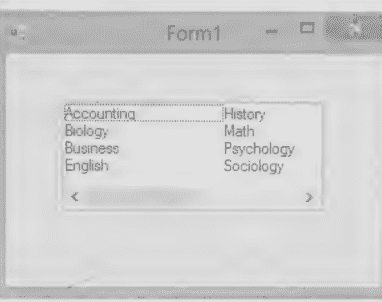 Form1
Accounting
Biology
Business
English
History
Math
Psychology
Sociology